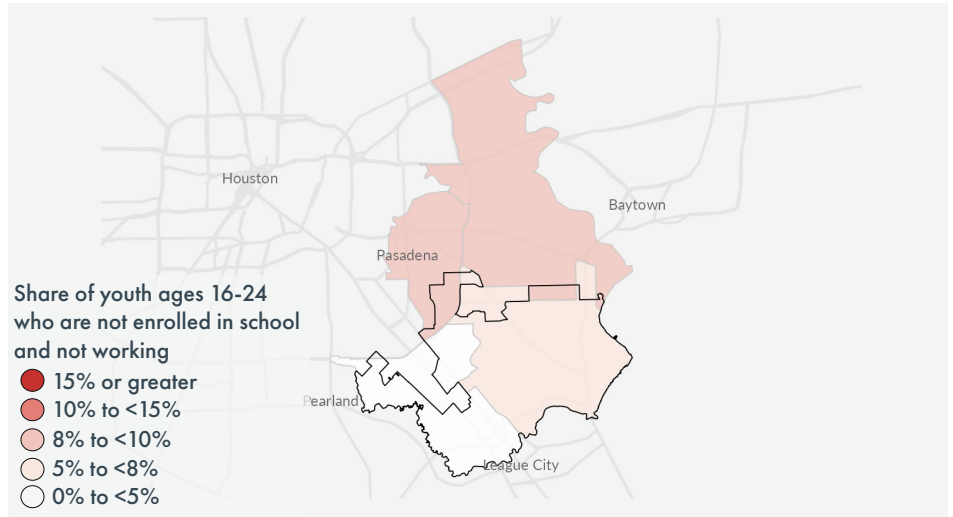 Houston
Baytown
Pasadena
Share of youth ages 16-24
who are not enrolled in school
and not working
15% or greater
10% to <15%
8% to <10%
5% to <8%
0% to <5%
Pearland
League City